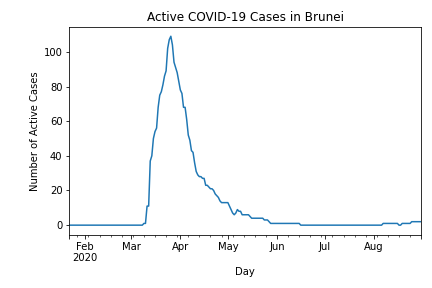 Active COVID-19 Cases in Brunei
Number of Active Cases
100
80
60
40
20
0
Feb Mar Apr May Jun Jul Aug
2020
Day